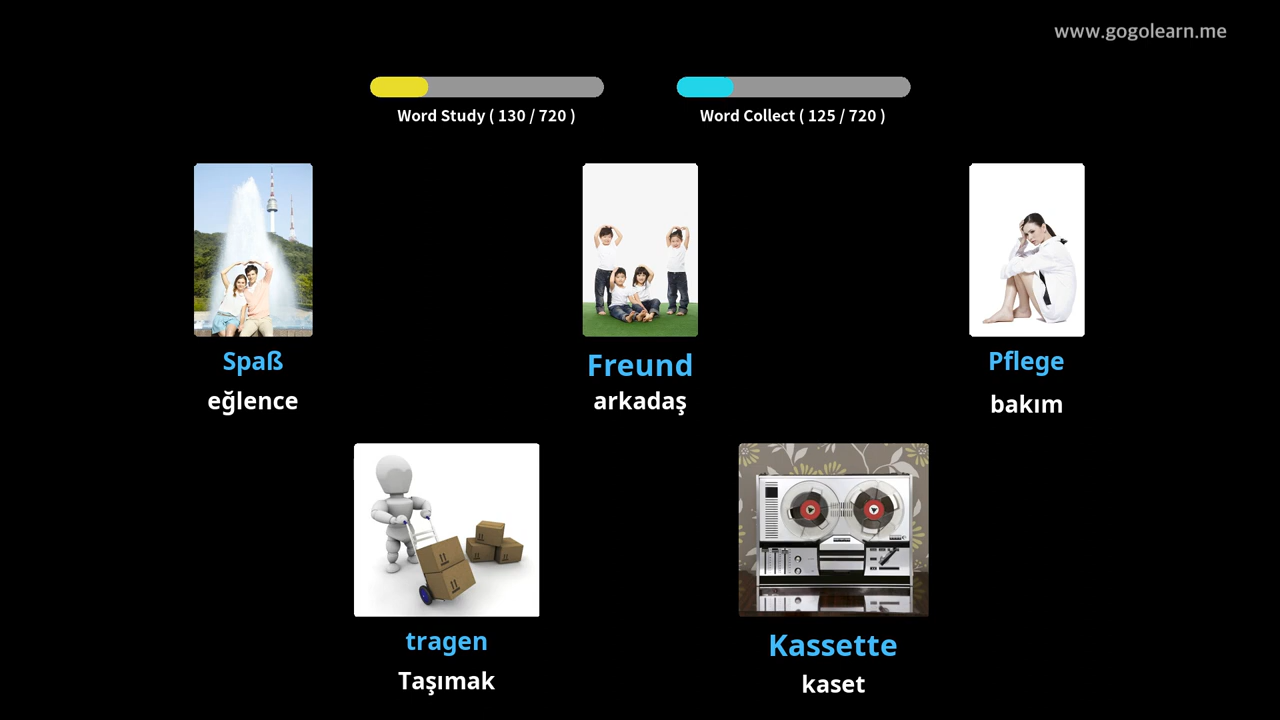 www.gogolearn.me
Word Study ( 130 / 720 )
Word Collect ( 125 / 720 )
Spaß
eğlence
Freund
arkadaş
Pflege
bakım
tragen
Taşımak
Kassette
kaset